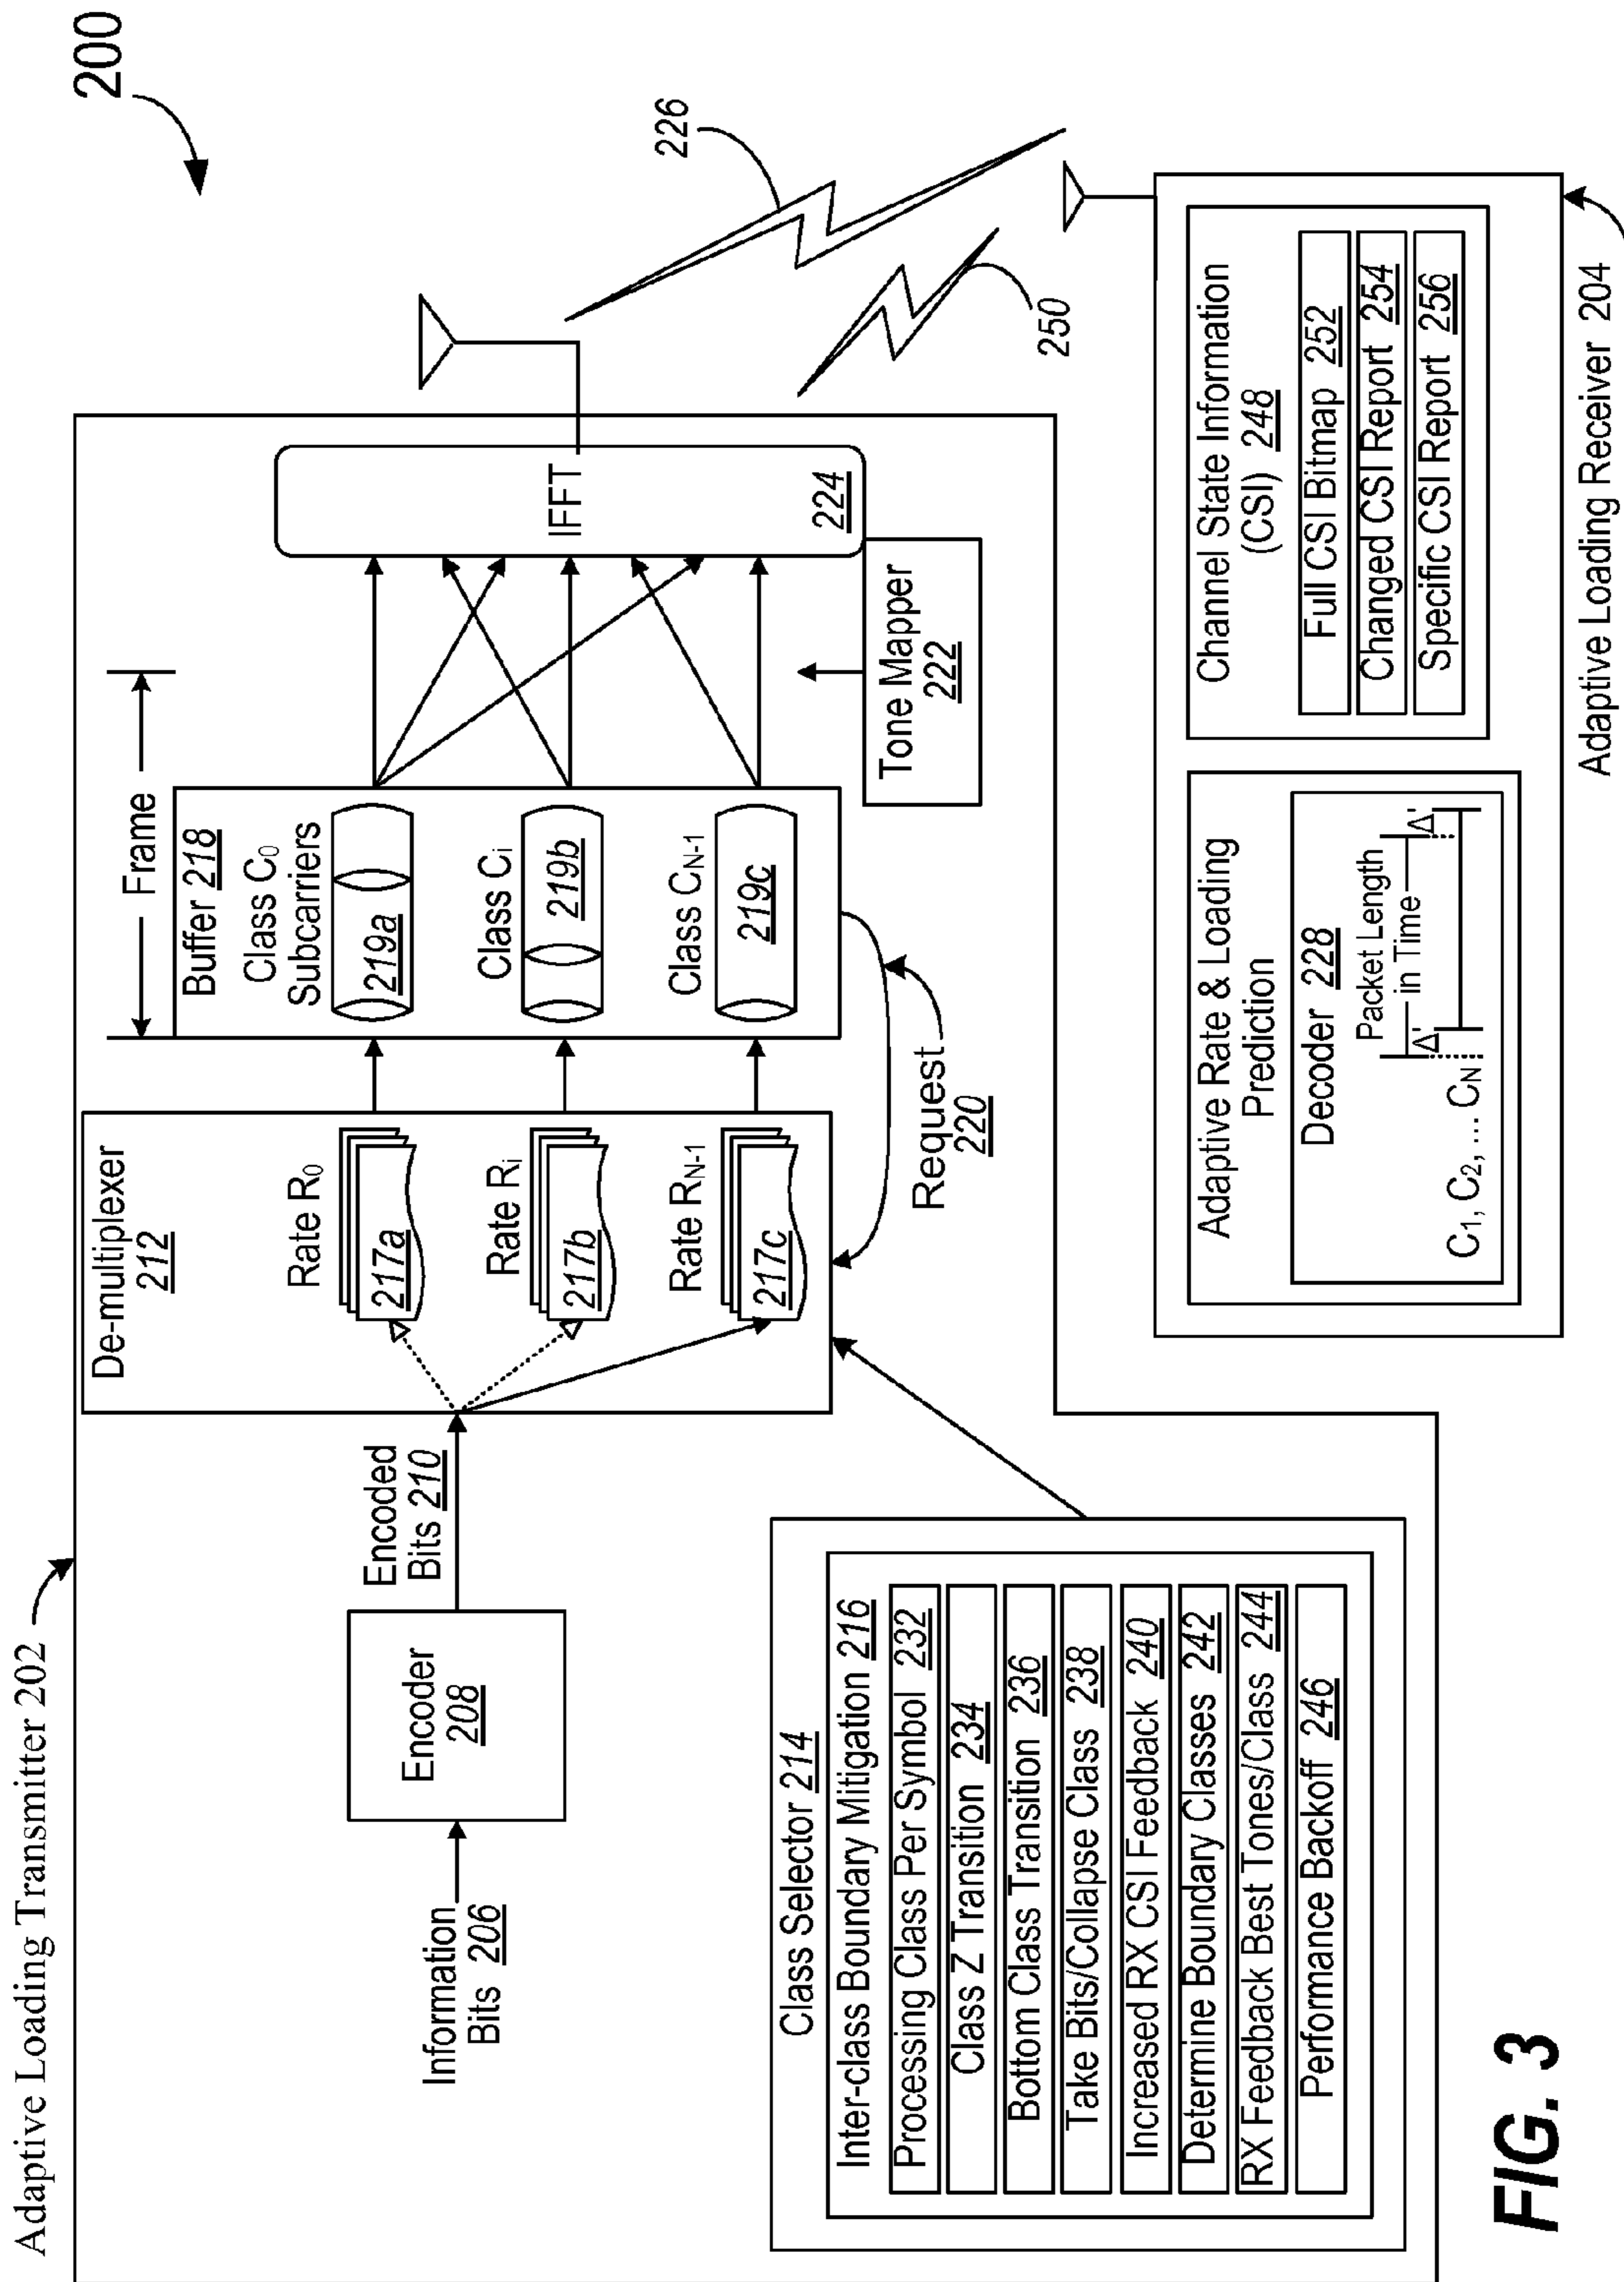 200
Adaptive Loading Transmitter 202
Information
Bits 206
Encoder
208
Encoded
Bits 210
De-multiplexer
212
Rate R0
217a
Rate Ri
217b
Rate RN-1
217c
Frame
Buffer 218
Class C0
Subcarriers
219a
Class Ci
219b
Class CN-1
219c
Request
220
IFFT
224
Tone Mapper
222
226
250
Class Selector 214
Inter-class Boundary Mitigation 216
Processing Class Per Symbol 232
Class Z Transition 234
Bottom Class Transition 236
Take Bits/Collapse Class 238
Increased RX CSI Feedback 240
Determine Boundary Classes 242
RX Feedback Best Tones/Class 244
Performance Backoff 246
Adaptive Rate & Loading
Prediction
Decoder 228
Packet Length
in Time
Δ'
Δ'
C1, C2, ... CN
Channel State Information
(CSI) 248
Full CSI Bitmap 252
Changed CSI Report 254
Specific CSI Report 256
Adaptive Loading Receiver 204
FIG. 3